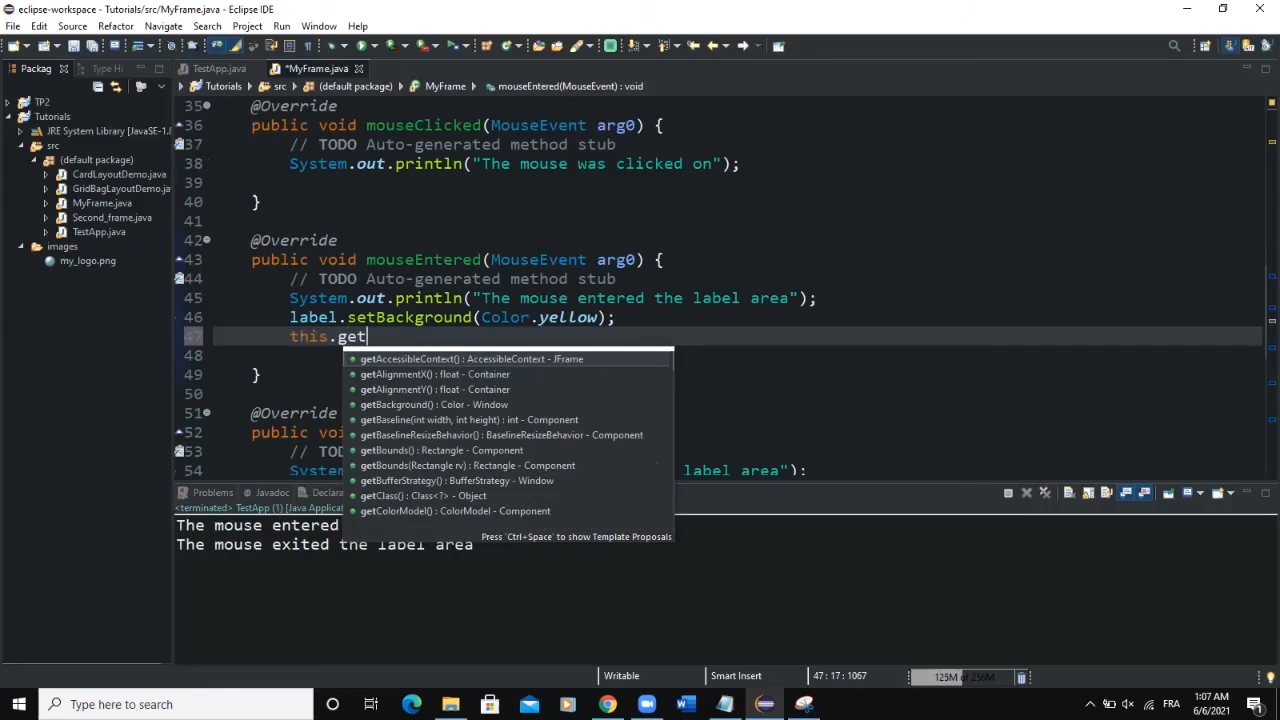 eclipse-workspace - Tutorials/src/MyFrame.java - Eclipse IDE
File Edit Source Refactor Navigate Search Project Run Window Help
Packag Type Hi TestApp.java *MyFrame.java
Tutorials src (default package) MyFrame mouseEntered(MouseEvent) : void
TP2
Tutorials
JRE System Library [JavaSE-1.
src
(default package)
CardLayoutDemo.java
GridBagLayoutDemo.ja
MyFrame.java
Second_frame.java
TestApp.java
images
my_logo.png
35 @Override
36 public void mouseClicked(MouseEvent arg0) {
37 // TODO Auto-generated method stub
38 System.out.println("The mouse was clicked on");
39
40 }
41
42 @Override
43 public void mouseEntered(MouseEvent arg0) {
44 // TODO Auto-generated method stub
45 System.out.println("The mouse entered the label area");
46 label.setBackground(Color.yellow);
47 this.get
48
49 }
50
51 @Override
52 public voi
53 // TOD
54 System label area");
getAccessibleContext() : AccessibleContext - JFrame
getAlignmentX() : float - Container
getAlignmentY() : float - Container
getBackground() : Color - Window
getBaseline(int width, int height) : int - Component
getBaselineResizeBehavior() : BaselineResizeBehavior - Component
getBounds() : Rectangle - Component
getBounds(Rectangle rv) : Rectangle - Component
getBufferStrategy() : BufferStrategy - Window
getClass() : Class<?> - Object
getColorModel() : ColorModel - Component
Press 'Ctrl+Space' to show Template Proposals
Problems Javadoc Declara
<terminated> TestApp (1) [Java Applicat
The mouse entered
The mouse exited the label area
Writable Smart Insert 47 : 17 : 1067 125M of 256M
Type here to search
FRA
1:07 AM
6/6/2021